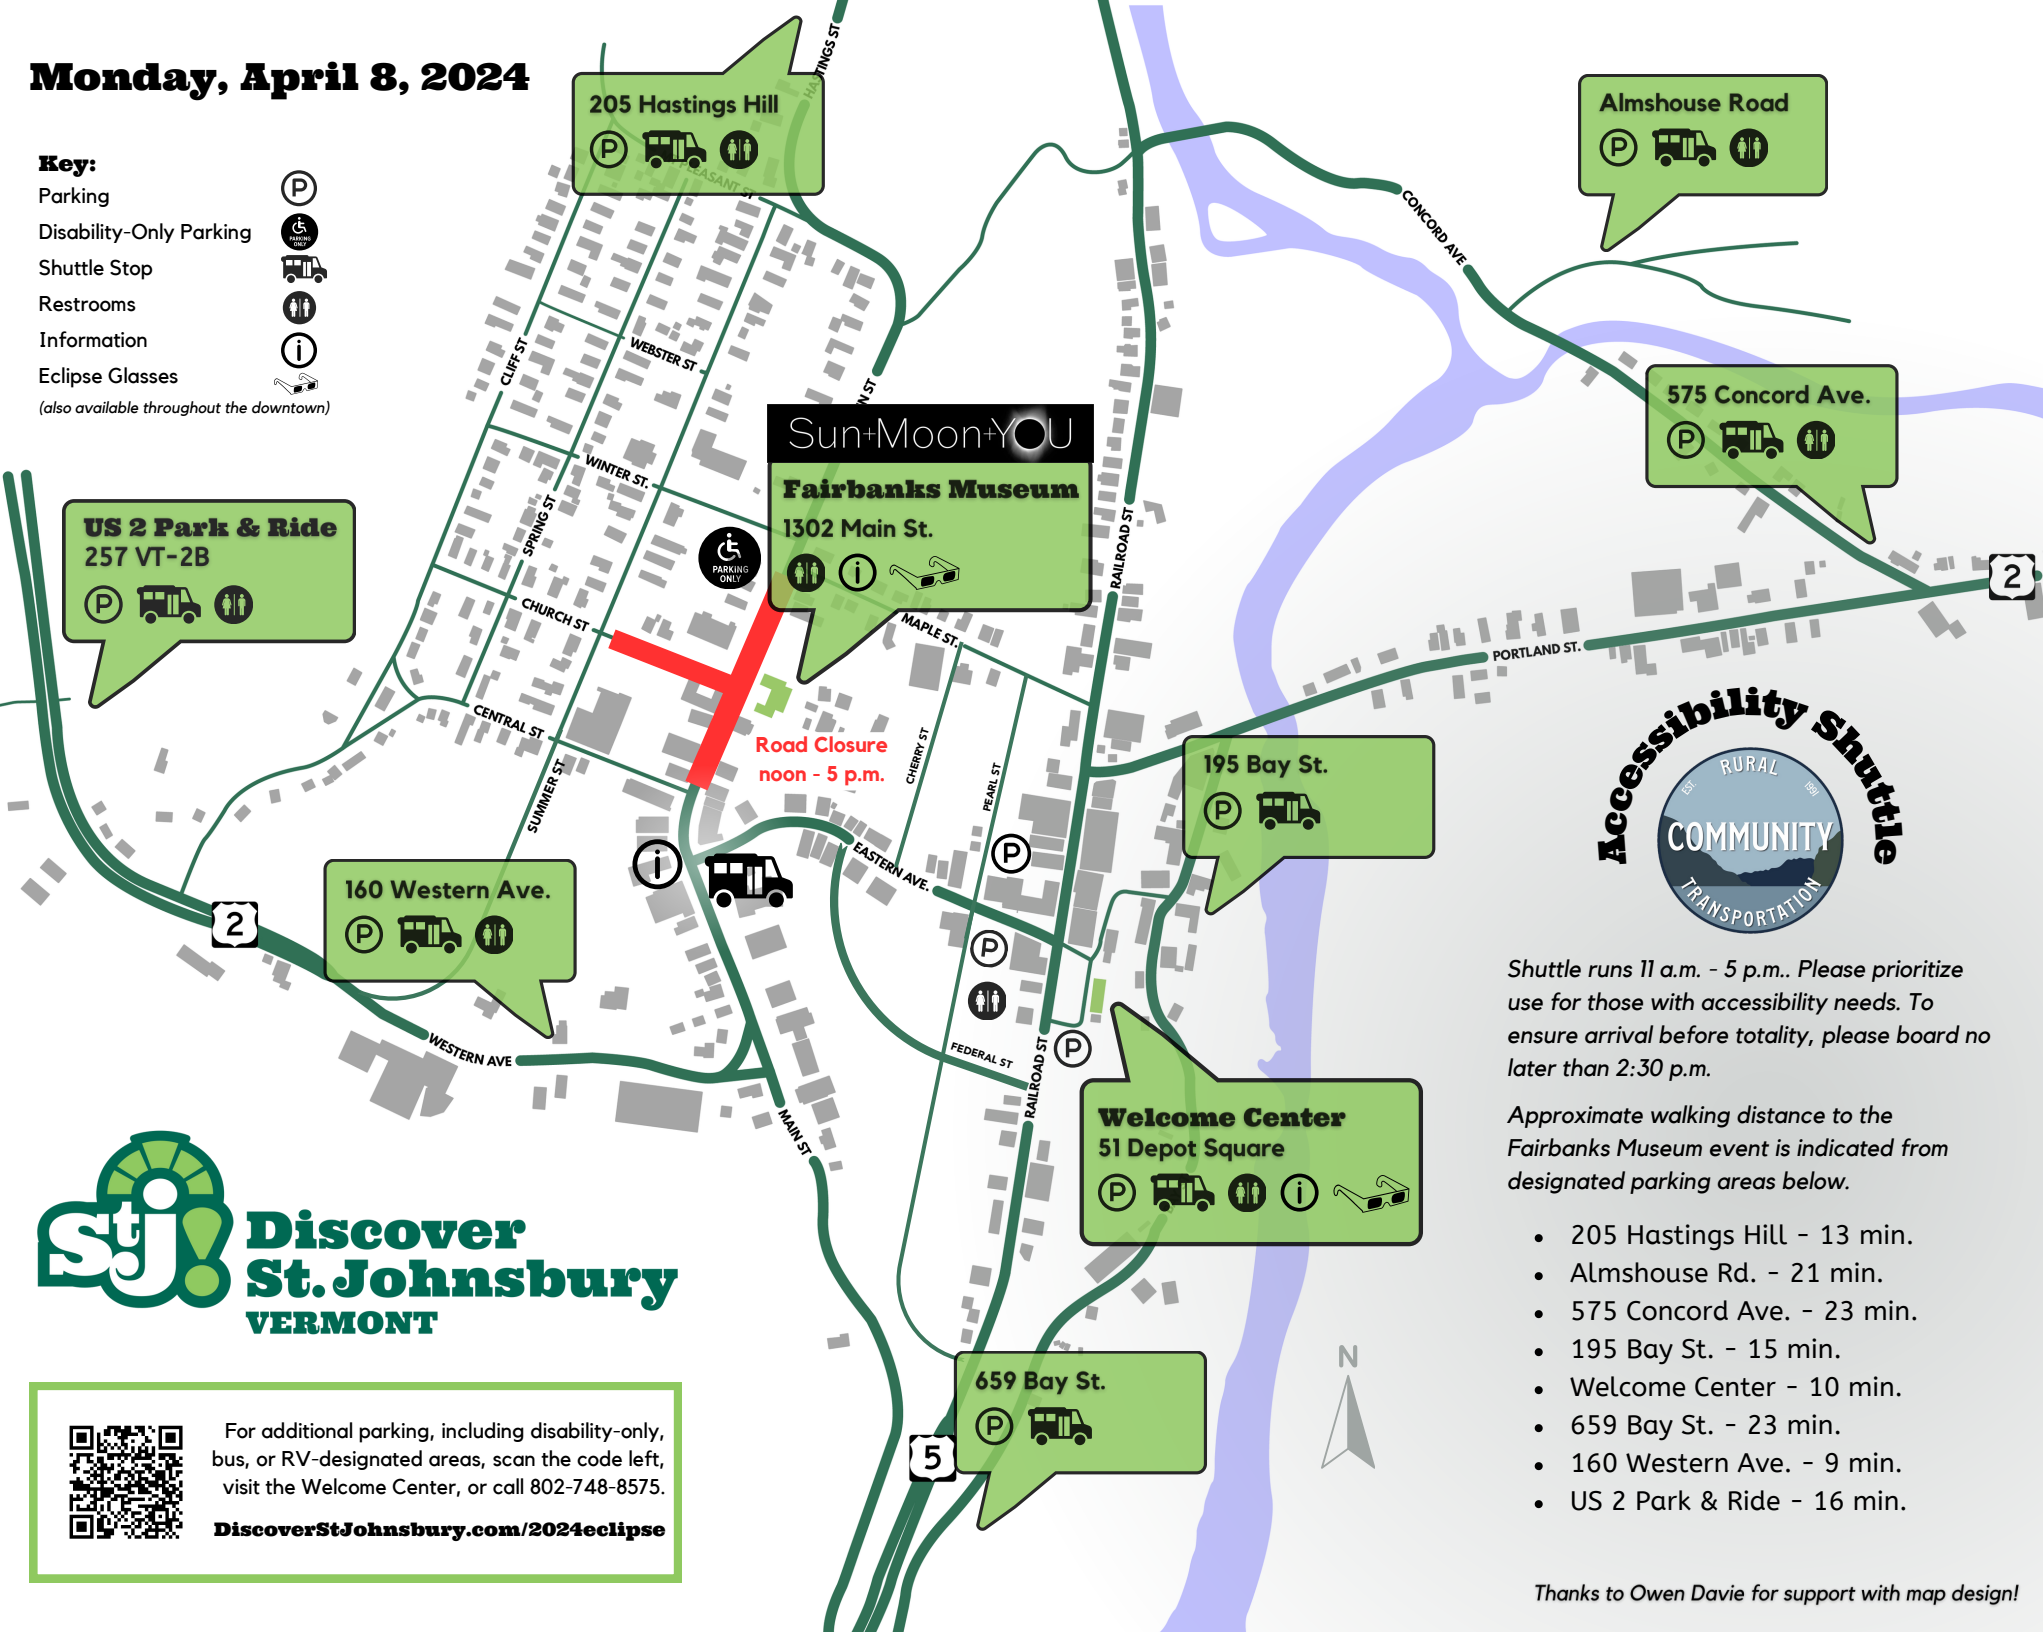 Monday, April 8, 2024
Key:
Parking
P
Disability-Only Parking
PARKING
ONLY
Shuttle Stop
Restrooms
Information
i
Eclipse Glasses
(also available throughout the downtown)
205 Hastings Hill
P
HASTINGS ST
PLEASANT ST
Almshouse Road
P
CONCORD AVE
575 Concord Ave.
P
CLIFF ST
WEBSTER ST
WINTER ST.
SPRING ST
CHURCH ST
CENTRAL ST
SUMMER ST
N ST
Sun+Moon+YOU
Fairbanks Museum
1302 Main St.
i
PARKING
ONLY
US 2 Park & Ride
257 VT-2B
P
RAILROAD ST
MAPLE ST.
2
PORTLAND ST.
Road Closure
noon - 5 p.m.
CHERRY ST
PEARL ST
195 Bay St.
P
P
i
EASTERN AVE.
160 Western Ave.
P
2
P
WESTERN AVE
FEDERAL ST
RAILROAD ST
P
MAIN ST
Welcome Center
51 Depot Square
P
i
659 Bay St.
P
5
N
Accessibility Shuttle
RURAL
EST.
1991
COMMUNITY
TRANSPORTATION
Shuttle runs 11 a.m. - 5 p.m.. Please prioritize
use for those with accessibility needs. To
ensure arrival before totality, please board no
later than 2:30 p.m.
Approximate walking distance to the
Fairbanks Museum event is indicated from
designated parking areas below.
• 205 Hastings Hill - 13 min.
• Almshouse Rd. - 21 min.
• 575 Concord Ave. - 23 min.
• 195 Bay St. - 15 min.
• Welcome Center - 10 min.
• 659 Bay St. - 23 min.
• 160 Western Ave. - 9 min.
• US 2 Park & Ride - 16 min.
Thanks to Owen Davie for support with map design!
St.J!
Discover
St. Johnsbury
VERMONT
For additional parking, including disability-only,
bus, or RV-designated areas, scan the code left,
visit the Welcome Center, or call 802-748-8575.
DiscoverStJohnsbury.com/2024eclipse